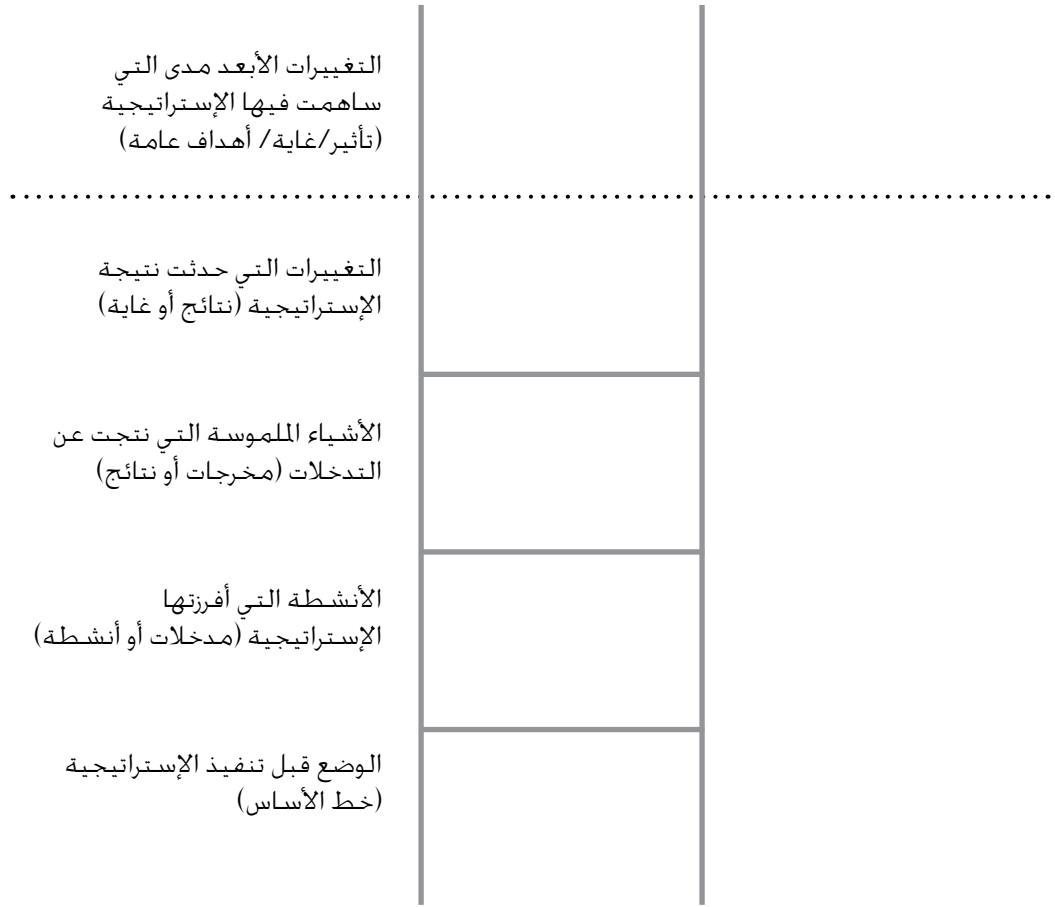 التغييرات الأبعد مدى التي
ساهمت فيها الإستراتيجية
(تأثير/غاية/ أهداف عامة)
التغييرات التي حدثت نتيجة
الإستراتيجية (نتائج أو غاية)
الأشياء الملموسة التي نتجت عن
التدخلات (مخرجات أو نتائج)
الأنشطة التي أفرزتها
الإستراتيجية (مدخلات أو أنشطة)
الوضع قبل تنفيذ الإستراتيجية
(خط الأساس)